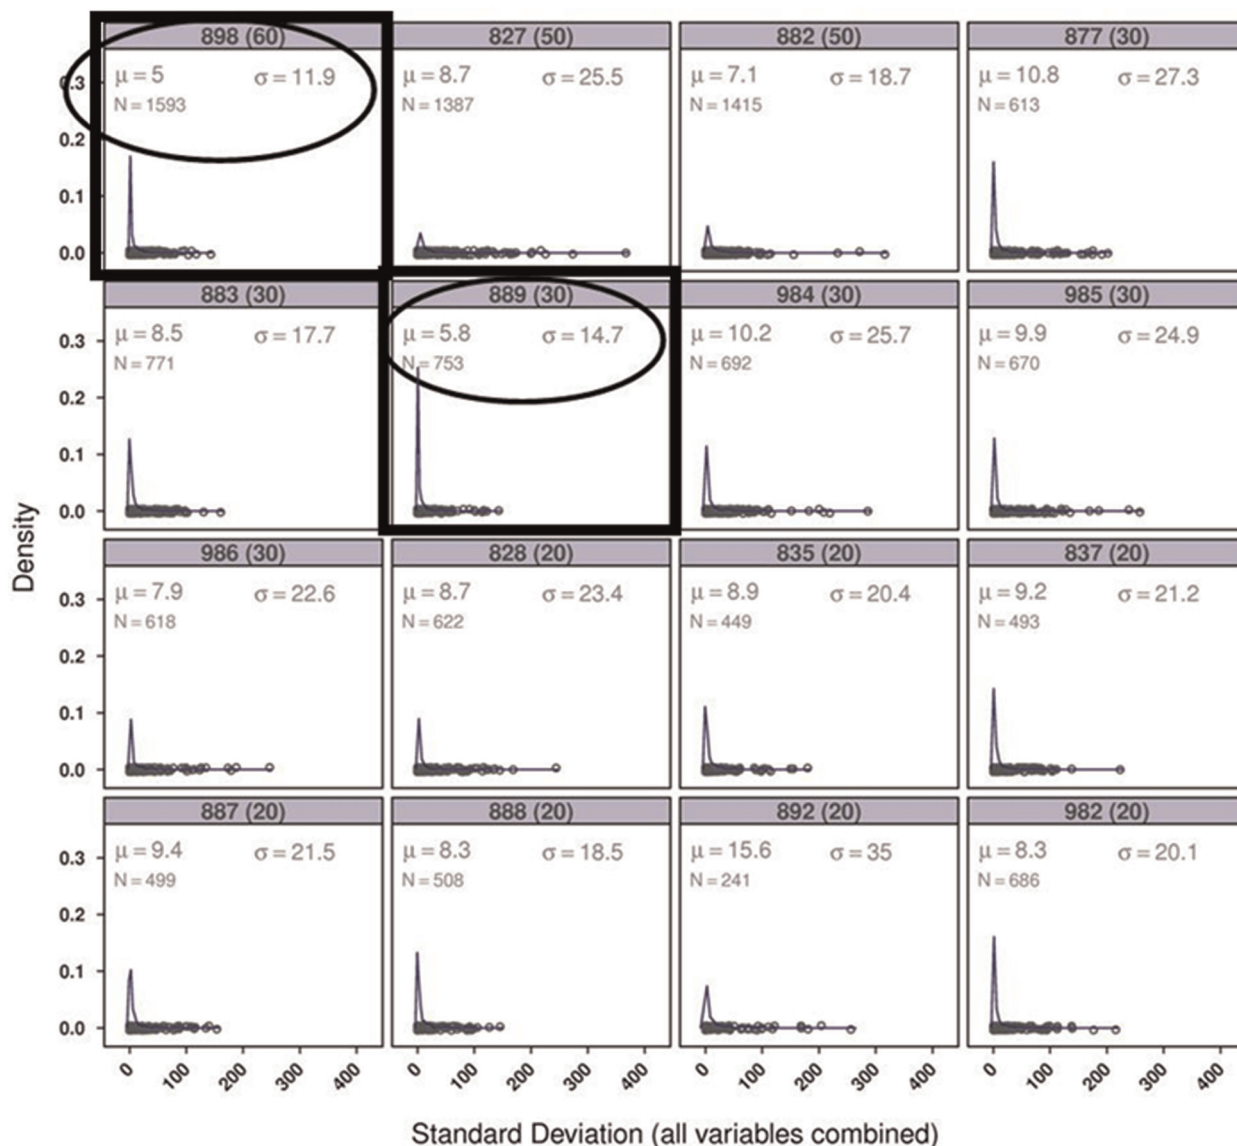 898 (60) 827 (50) 882 (50) 877 (30)
μ = 5 σ = 11.9 μ = 8.7 σ = 25.5 μ = 7.1 σ = 18.7 μ = 10.8 σ = 27.3
0.3
N = 1593 N = 1387 N = 1415 N = 613
0.2
0.1
0.0
883 (30) 889 (30) 984 (30) 985 (30)
μ = 8.5 σ = 17.7 μ = 5.8 σ = 14.7 μ = 10.2 σ = 25.7 μ = 9.9 σ = 24.9
0.3
N = 771 N = 753 N = 692 N = 670
0.2
0.1
0.0
Density
986 (30) 828 (20) 835 (20) 837 (20)
μ = 7.9 σ = 22.6 μ = 8.7 σ = 23.4 μ = 8.9 σ = 20.4 μ = 9.2 σ = 21.2
0.3
N = 618 N = 622 N = 449 N = 493
0.2
0.1
0.0
887 (20) 888 (20) 892 (20) 982 (20)
μ = 9.4 σ = 21.5 μ = 8.3 σ = 18.5 μ = 15.6 σ = 35 μ = 8.3 σ = 20.1
0.3
N = 499 N = 508 N = 241 N = 686
0.2
0.1
0.0
0 100 200 300 400 0 100 200 300 400 0 100 200 300 400 0 100 200 300 400
Standard Deviation (all variables combined)